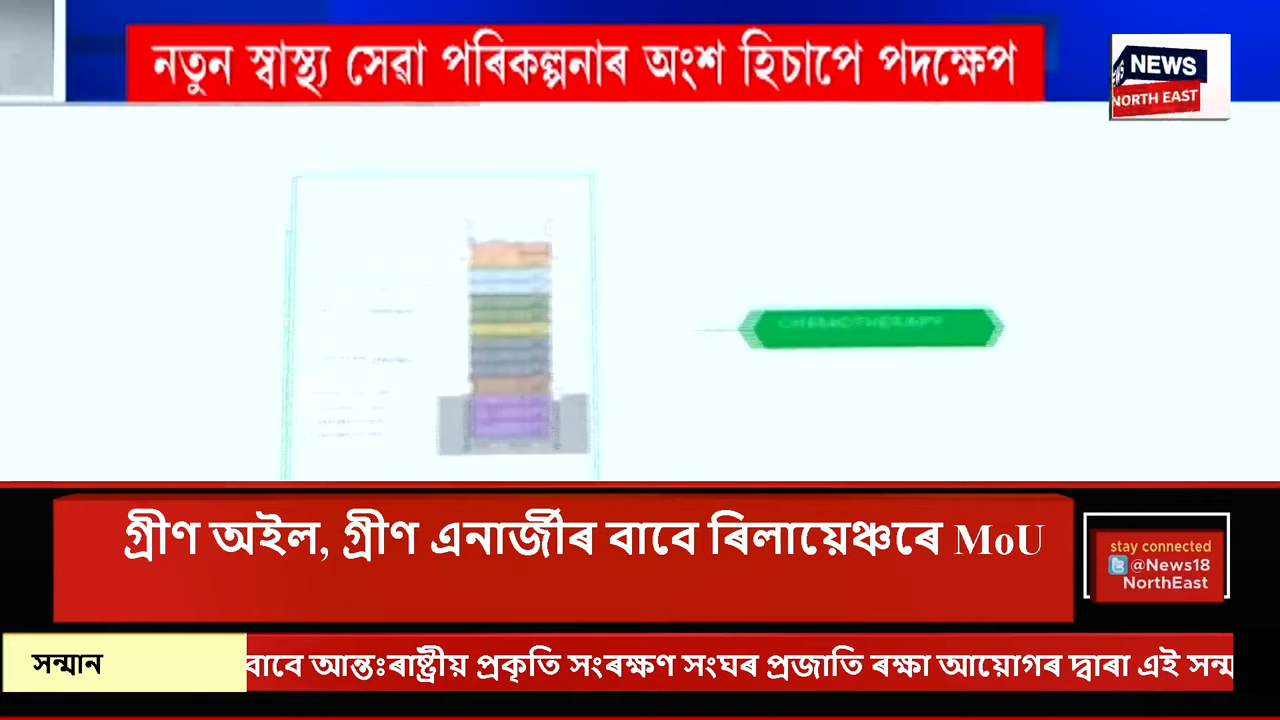 নতুন স্বাস্থ্য সেৱা পৰিকল্পনাৰ অংশ হিচাপে পদক্ষেপ
NEWS
NORTH EAST
CHEMOTHERAPY
গ্ৰীণ অইল, গ্ৰীণ এনাৰ্জীৰ বাবে ৰিলায়েঞ্চৰে MoU
stay connected
@News18
NorthEast
সন্মান
বাবে আন্তঃৰাষ্ট্ৰীয় প্ৰকৃতি সংৰক্ষণ সংঘৰ প্ৰজাতি ৰক্ষা আয়োগৰ দ্বাৰা এই সন্ম